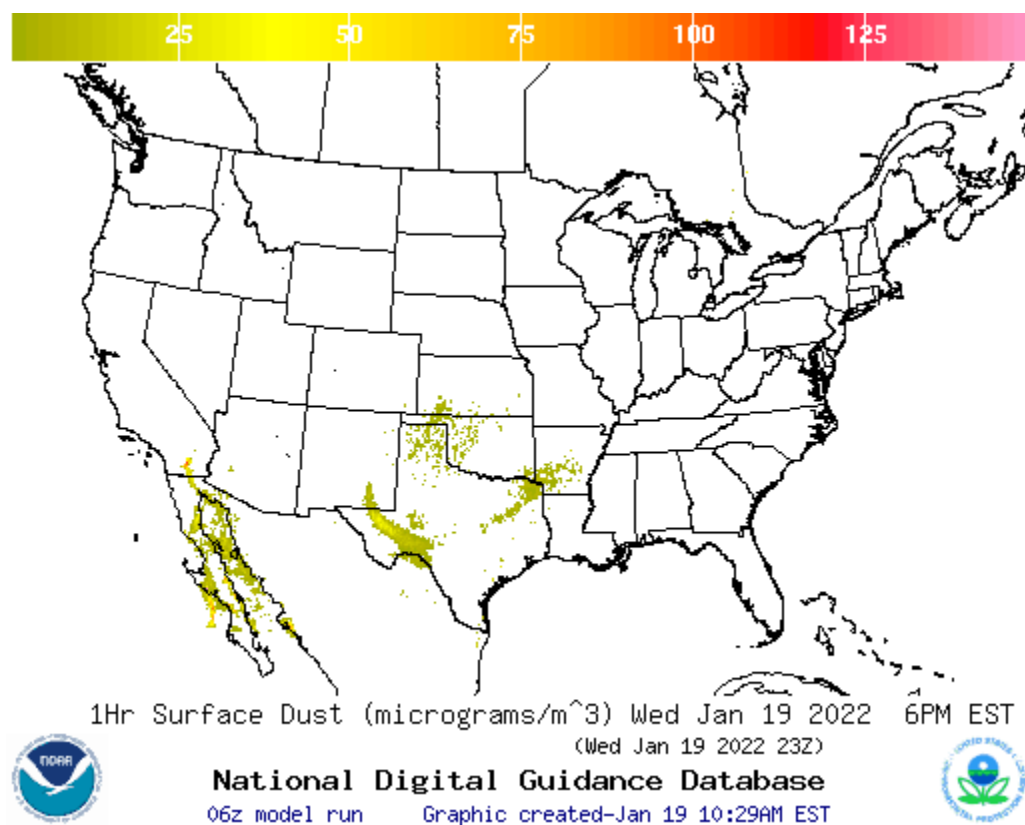 25 50 75 100 125
1Hr Surface Dust (micrograms/m^3) Wed Jan 19 2022 6PM EST
(Wed Jan 19 2022 23Z)
NOAA
National Digital Guidance Database
06z model run Graphic created-Jan 19 10:29AM EST